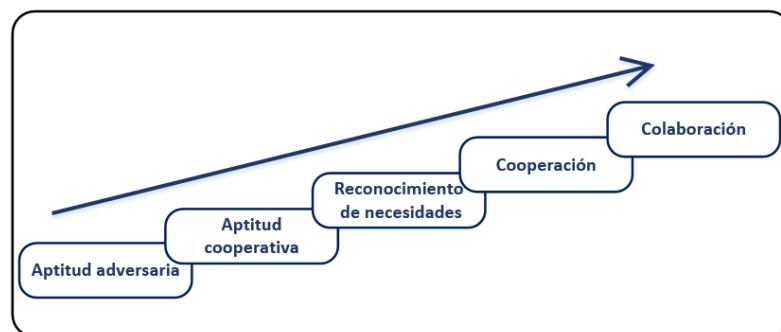 Aptitud adversaria
Aptitud
cooperativa
Reconocimiento
de necesidades
Cooperación
Colaboración